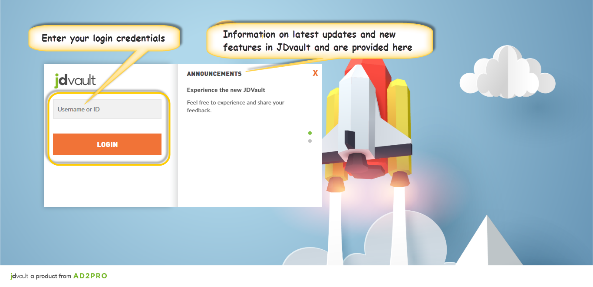 Enter your login credentials
Information on latest updates and new
features in JDvault and are provided here
jdvault
Username or ID
LOGIN
ANNOUNCEMENTS
X
Experience the new JDVault
Feel free to experience and share your
feedback.
jdvault, a product from AD2PRO